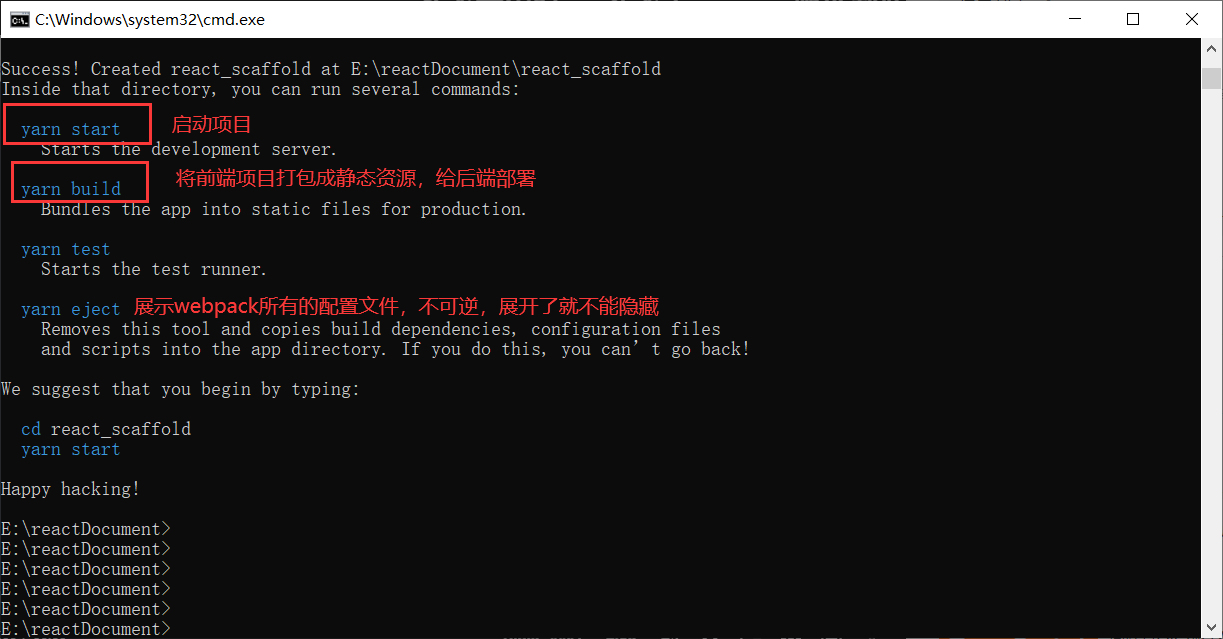 C:\Windows\system32\cmd.exe
Success! Created react_scaffold at E:\reactDocument\react_scaffold
Inside that directory, you can run several commands:
yarn start 启动项目
Starts the development server.
yarn build 将前端项目打包成静态资源，给后端部署
Bundles the app into static files for production.
yarn test
Starts the test runner.
yarn eject 展示webpack所有的配置文件，不可逆，展开了就不能隐藏
Removes this tool and copies build dependencies, configuration files
and scripts into the app directory. If you do this, you can’t go back!
We suggest that you begin by typing:
cd react_scaffold
yarn start
Happy hacking!
E:\reactDocument>
E:\reactDocument>
E:\reactDocument>
E:\reactDocument>
E:\reactDocument>
E:\reactDocument>